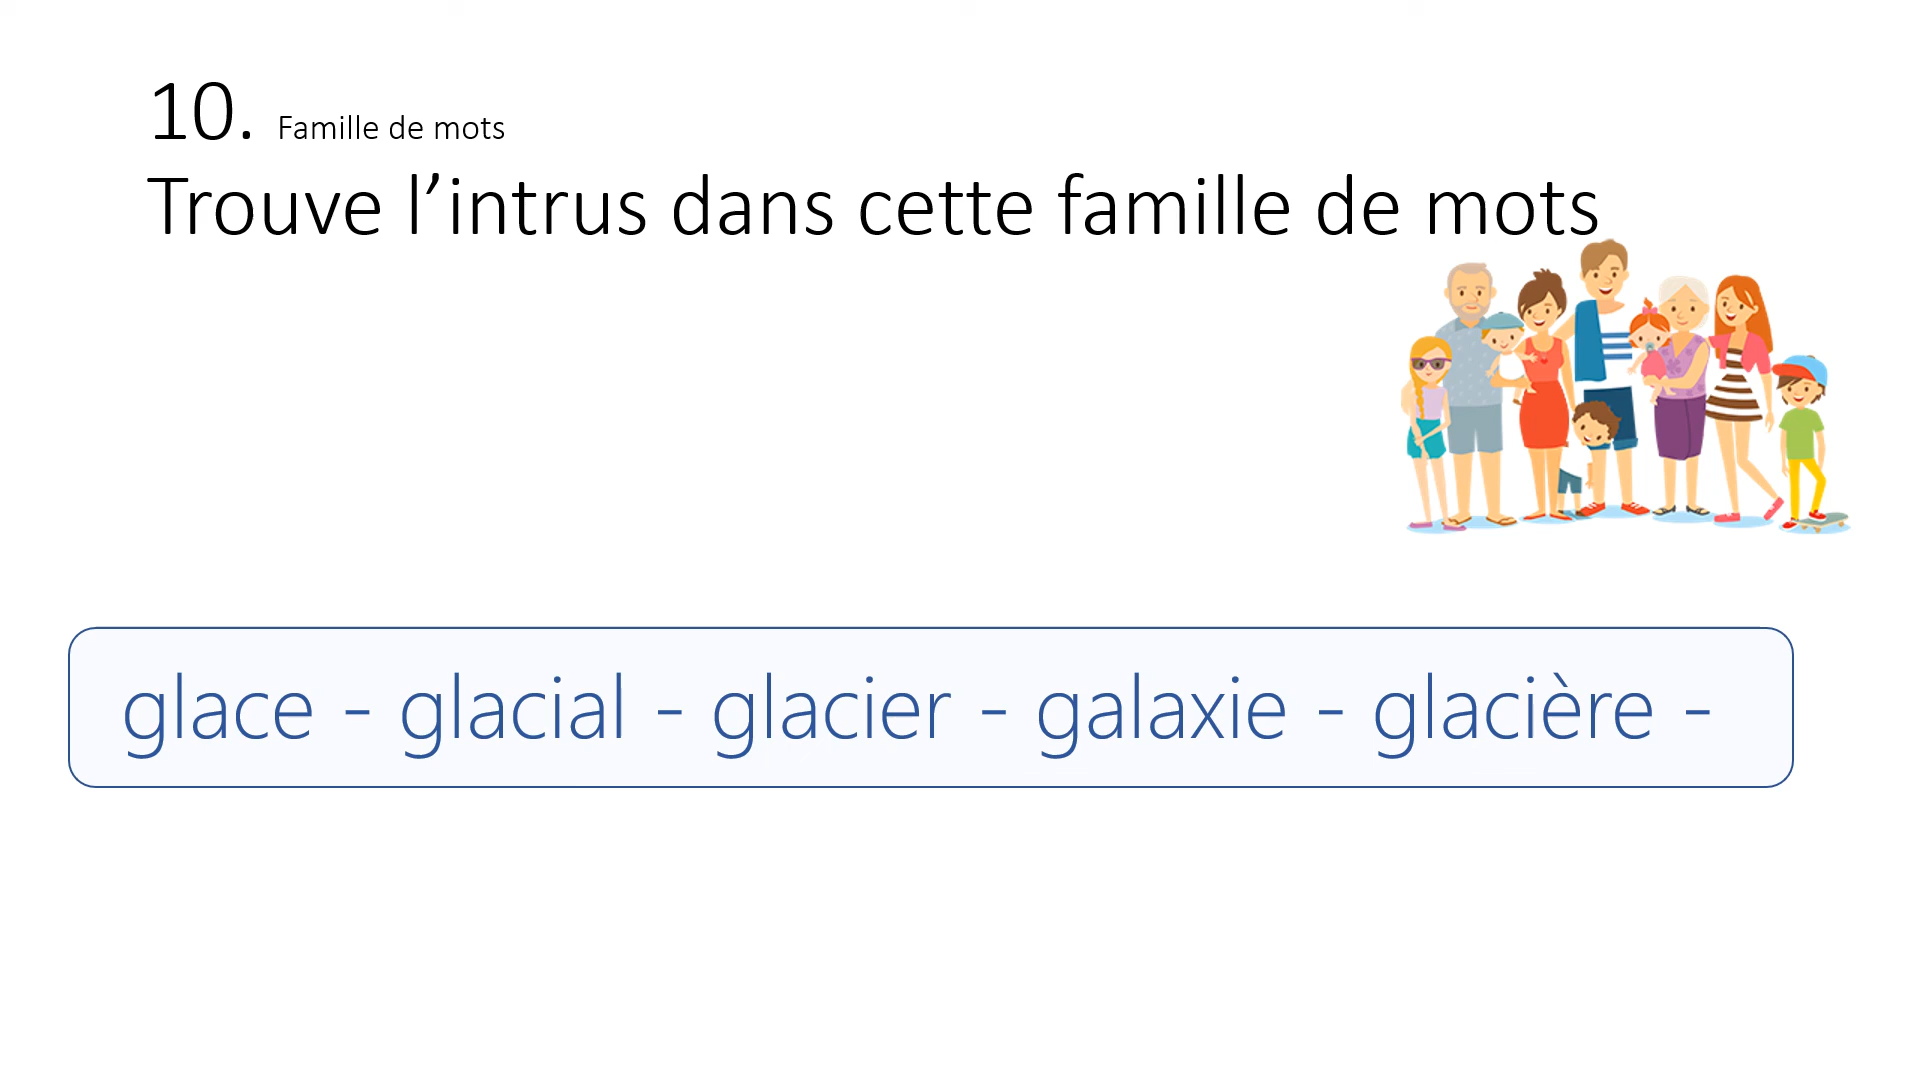 10. Famille de mots
Trouve l’intrus dans cette famille de mots
glace - glacial - glacier - galaxie - glacière -